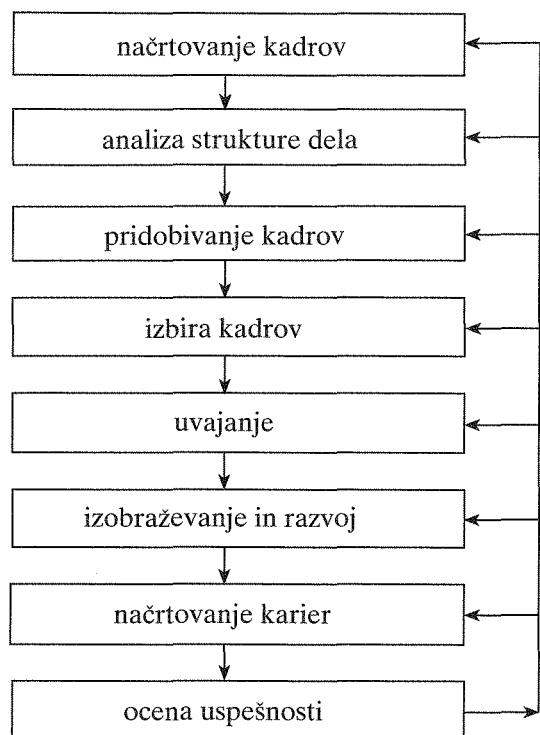 načrtovanje kadrov
analiza strukture dela
pridobivanje kadrov
izbira kadrov
uvajanje
izobraževanje in razvoj
načrtovanje karier
ocena uspešnosti